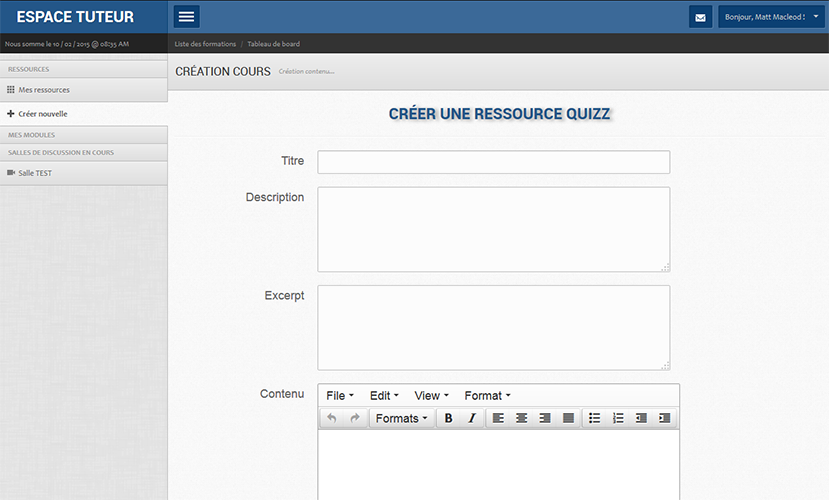 ESPACE TUTEUR
Bonjour, Matt Macleod !
Nous somme le 10 / 02 / 2015 @ 08:35 AM
Liste des formations / Tableau de board
RESSOURCES
Mes ressources
Créer nouvelle
MES MODULES
SALLES DE DISCUSSION EN COURS
Salle TEST
CRÉATION COURS Création contenu...
CRÉER UNE RESSOURCE QUIZZ
Titre
Description
Excerpt
Contenu
File Edit View Format
Formats B I